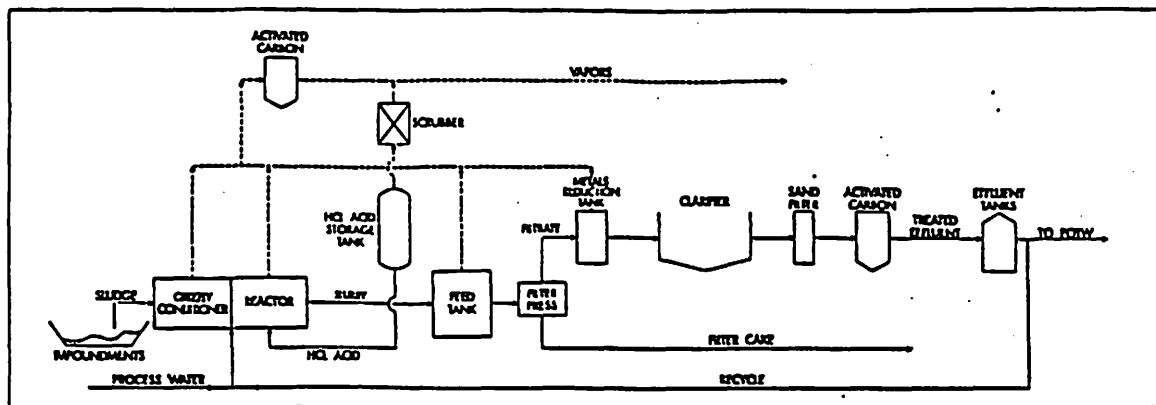 ACTIVATED
CARBON
VAPORS
SCRUBBER
METALS
REDUCTION
TANK
CLARIFIER
SAND
FILTER
ACTIVATED
CARBON
EFFLUENT
TANKS
HCL ACID
STORAGE
TANK
FILTRATE
TREATED
EFFLUENT
TO POTW
SLUDGE
GRIZZLY
CONDITIONER
REACTOR
SLURRY
FEED
TANK
FILTER
PRESS
IMPOUNDMENTS
HCL ACID
FILTER CAKE
PROCESS WATER
RECYCLE